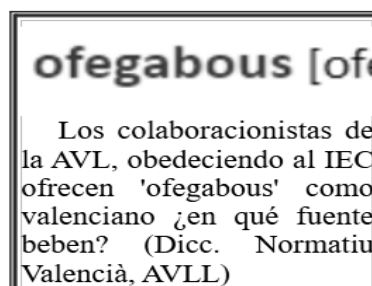 ofegabous [ofe
Los colaboracionistas de
la AVL, obedeciendo al IEC
ofrecen 'ofegabous' como
valenciano ¿en qué fuente
beben? (Dicc. Normatiu
Valencià, AVLL)